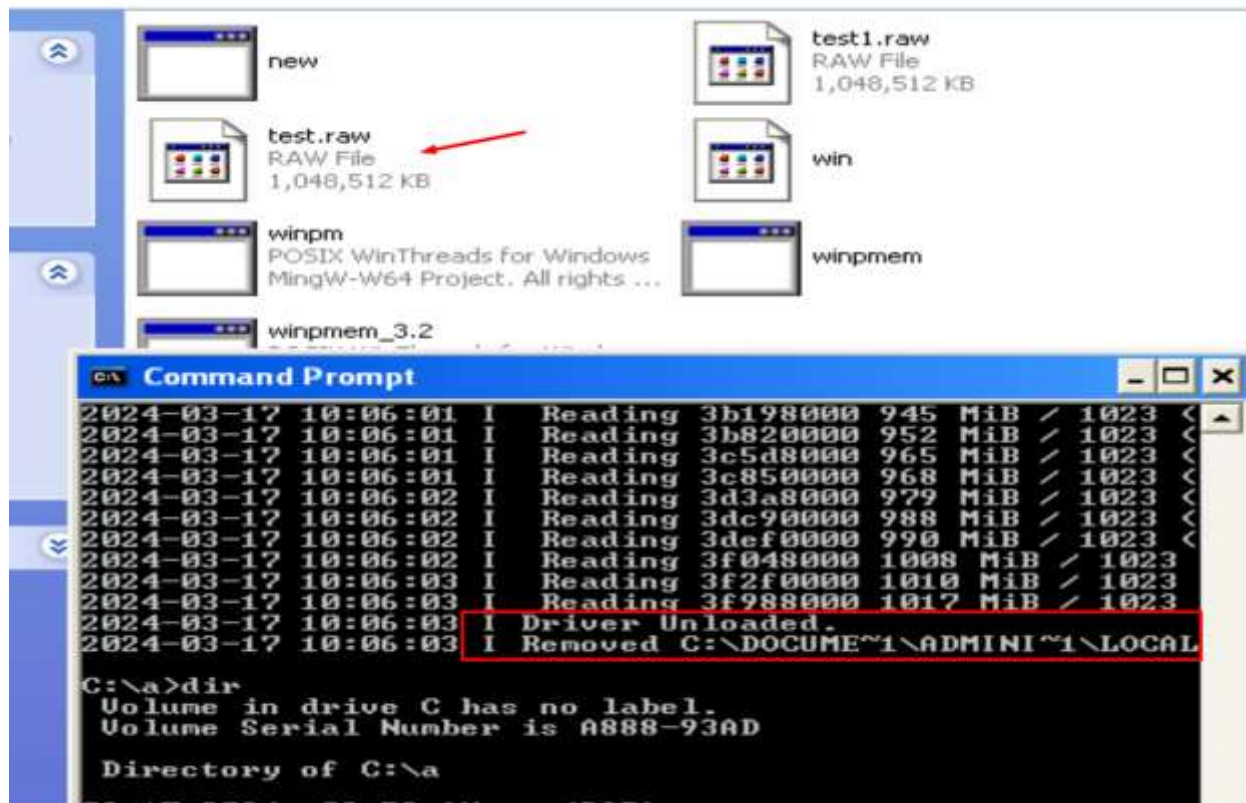 new
test1.raw
RAW File
1,048,512 KB
test.raw
RAW File
1,048,512 KB
win
winpm
POSIX WinThreads for Windows
MingW-W64 Project. All rights ...
winpmem
winpmem_3.2
Command Prompt
2024-03-17 10:06:01 I Reading 3b198000 945 MiB / 1023 <
2024-03-17 10:06:01 I Reading 3b820000 952 MiB / 1023 <
2024-03-17 10:06:01 I Reading 3c5d8000 965 MiB / 1023 <
2024-03-17 10:06:01 I Reading 3c850000 968 MiB / 1023 <
2024-03-17 10:06:02 I Reading 3d3a8000 979 MiB / 1023 <
2024-03-17 10:06:02 I Reading 3dc90000 988 MiB / 1023 <
2024-03-17 10:06:02 I Reading 3def0000 990 MiB / 1023 <
2024-03-17 10:06:02 I Reading 3f048000 1008 MiB / 1023
2024-03-17 10:06:03 I Reading 3f2f0000 1010 MiB / 1023
2024-03-17 10:06:03 I Reading 3f988000 1017 MiB / 1023
2024-03-17 10:06:03 I Driver Unloaded.
2024-03-17 10:06:03 I Removed C:\DOCUME~1\ADMINI~1\LOCAL
C:\a>dir
Volume in drive C has no label.
Volume Serial Number is A888-93AD
Directory of C:\a